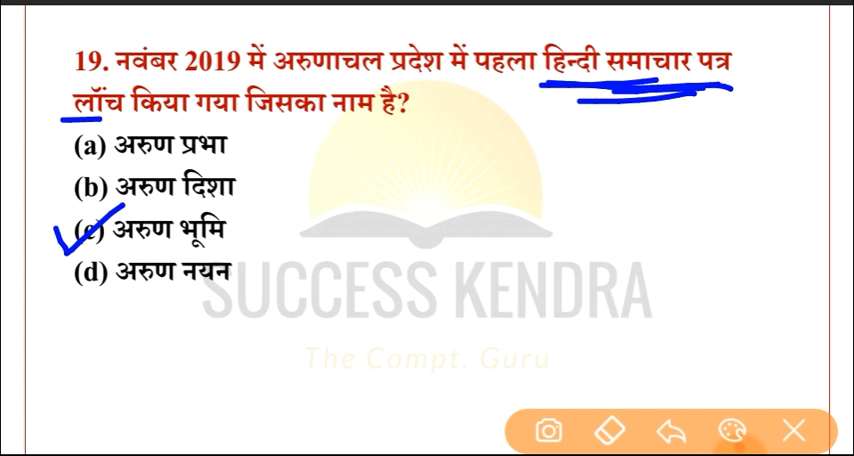 19. नवंबर 2019 में अरुणाचल प्रदेश में पहला हिन्दी समाचार पत्र
लॉंच किया गया जिसका नाम है?
(a) अरुण प्रभा
(b) अरुण दिशा
(c) अरुण भूमि
(d) अरुण नयन
SUCCESS KENDRA
The Compt. Guru